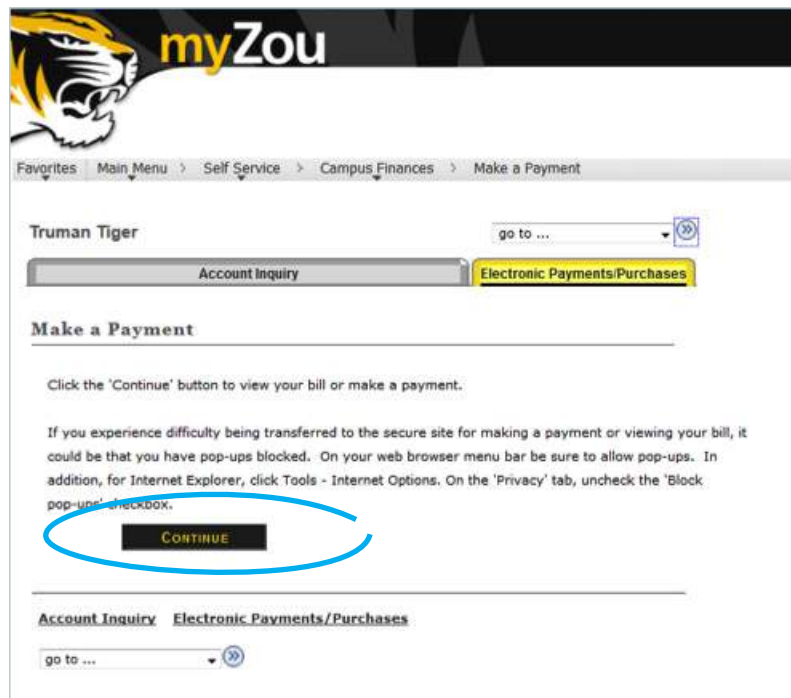 myZou
Favorites Main Menu > Self Service > Campus Finances > Make a Payment
Truman Tiger
go to ...
Account Inquiry Electronic Payments/Purchases
Make a Payment
Click the 'Continue' button to view your bill or make a payment.
If you experience difficulty being transferred to the secure site for making a payment or viewing your bill, it
could be that you have pop-ups blocked. On your web browser menu bar be sure to allow pop-ups. In
addition, for Internet Explorer, click Tools - Internet Options. On the 'Privacy' tab, uncheck the 'Block
pop-ups' checkbox.
CONTINUE
Account Inquiry Electronic Payments/Purchases
go to ...